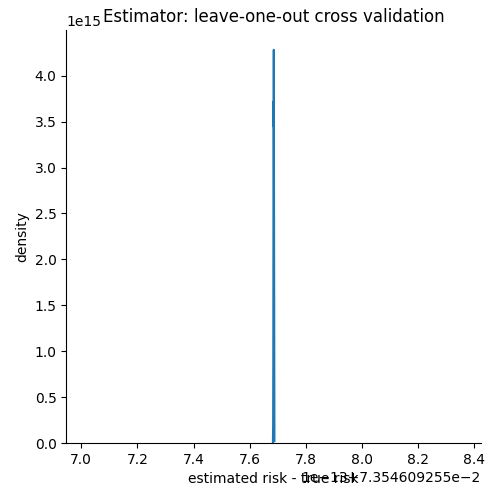 Estimator: leave-one-out cross validation
1e15
4.0
3.5
3.0
2.5
2.0
1.5
1.0
0.5
0.0
density
7.0 7.2 7.4 7.6 7.8 8.0 8.2 8.4
estimated risk - true risk
1e−13+7.354609255e−2